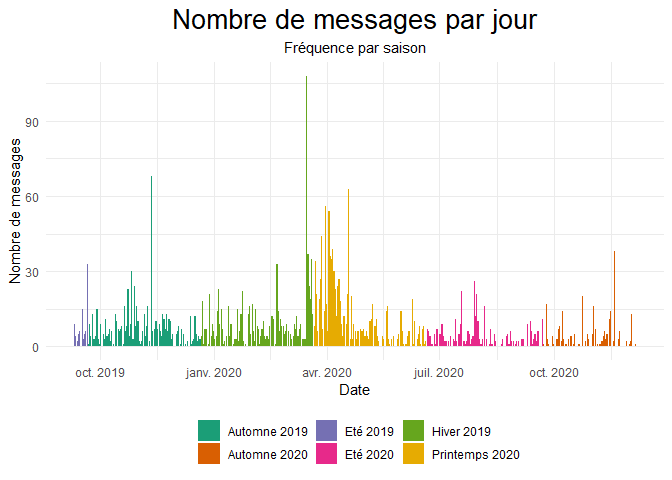 Nombre de messages par jour
Fréquence par saison
Nombre de messages
90
60
30
0
oct. 2019 janv. 2020 avr. 2020 juil. 2020 oct. 2020
Date
Automne 2019 Eté 2019 Hiver 2019
Automne 2020 Eté 2020 Printemps 2020